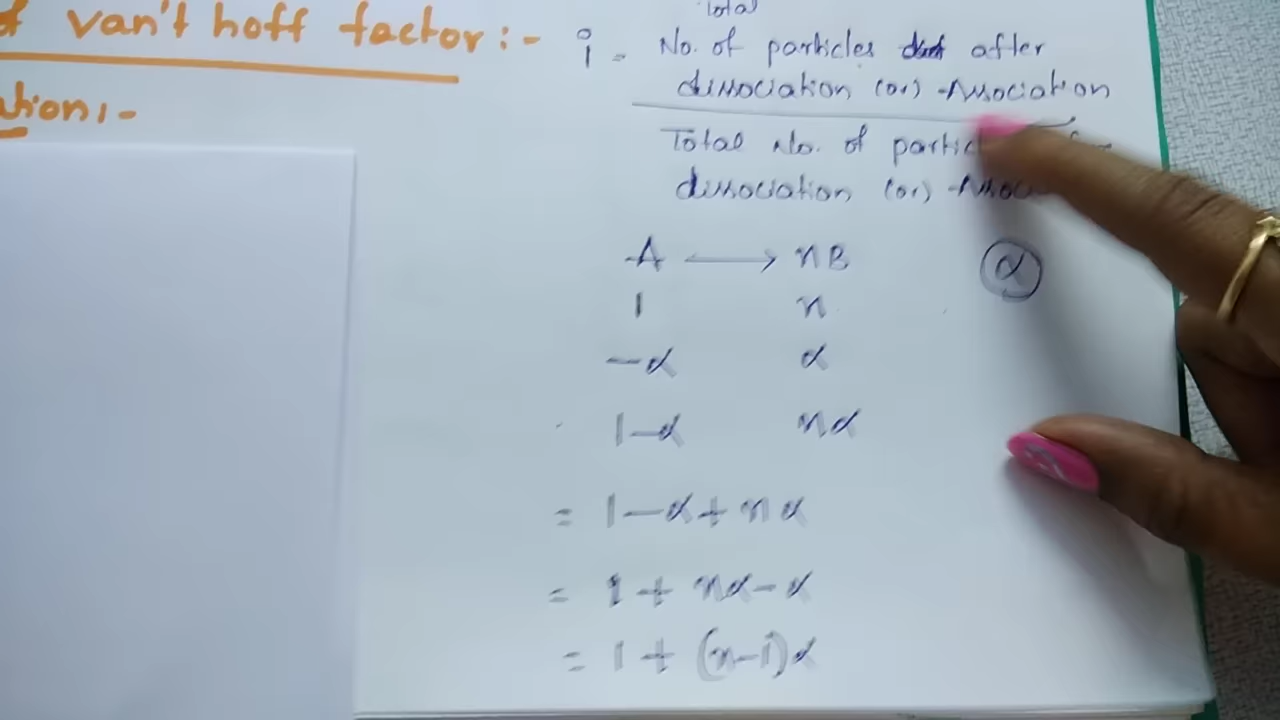 van't hoff factor:-
Total
i = No. of particles after
dissociation (or) Association
Total No. of
dissociation (or)
A → nB
1 n
-α α
α
1-α nα
= 1-α+nα
= 1+ nα-α
= 1+ (n-1)α